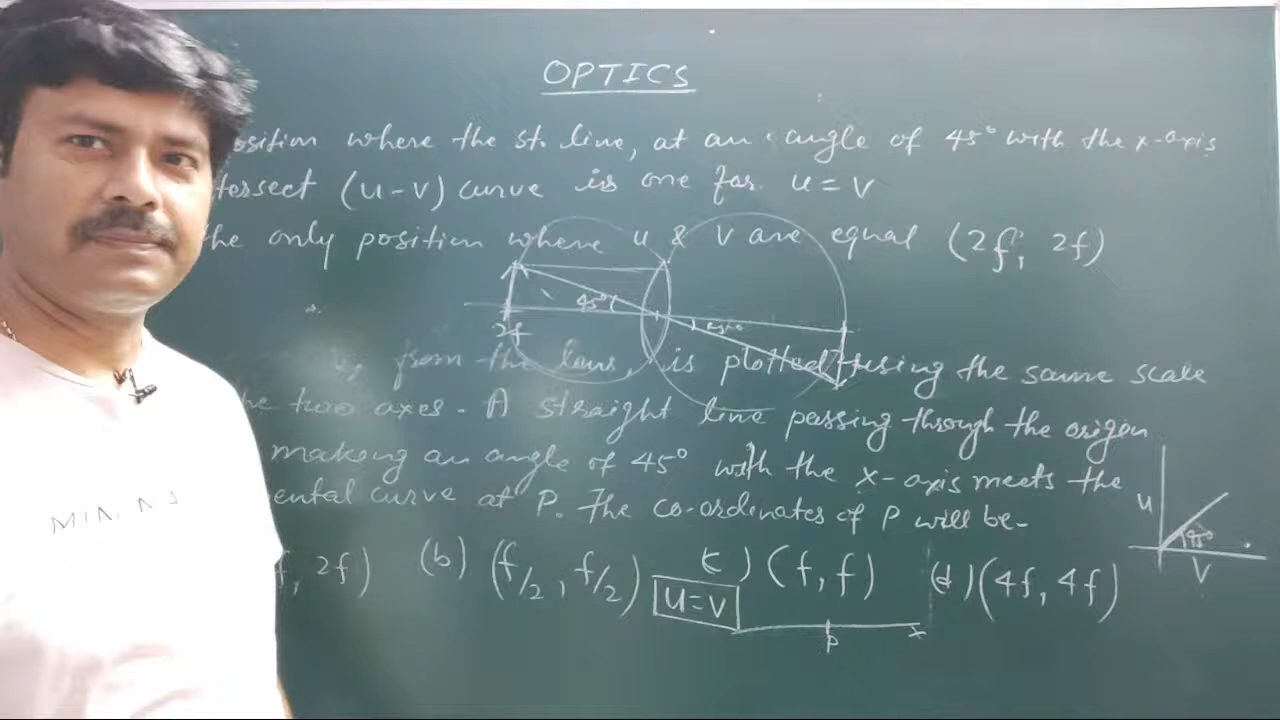 OPTICS
osition where the st. line, at an angle of 45° with the x-axis
tersect (u-v) curve is one for u = v
he only position where u & v are equal (2f, 2f)
45°
2f
from the lens, is plotted using the same scale
he two axes. A straight line passing through the origin
making an angle of 45° with the x-axis meets the
ental curve at P. The co-ordinates of P will be-
u
45°
v
f, 2f) (b) (f/2, f/2) (c) (f, f) (d) (4f, 4f)
u=v
P